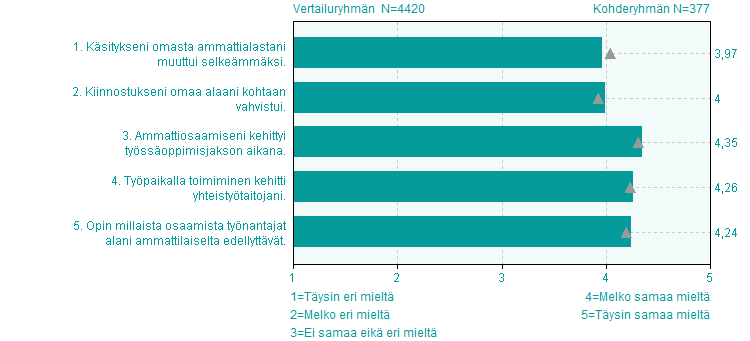 Vertailuryhmän N=4420
Kohderyhmän N=377
1. Käsitykseni omasta ammattialastani
muuttui selkeämmäksi.
3,97
2. Kiinnostukseni omaa alaani kohtaan
vahvistui.
4
3. Ammattiosaamiseni kehittyi
työssäoppimisjakson aikana.
4,35
4. Työpaikalla toimiminen kehitti
yhteistyötaitojani.
4,26
5. Opin millaista osaamista työnantajat
alani ammattilaiselta edellyttävät.
4,24
1 2 3 4 5
1=Täysin eri mieltä
2=Melko eri mieltä
3=Ei samaa eikä eri mieltä
4=Melko samaa mieltä
5=Täysin samaa mieltä